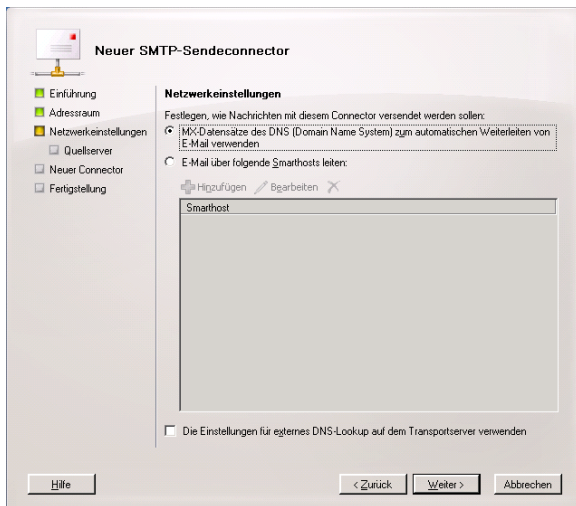 Neuer SMTP-Sendeconnector
Einführung
Adressraum
Netzwerkeinstellungen
Quellserver
Neuer Connector
Fertigstellung
Netzwerkeinstellungen
Festlegen, wie Nachrichten mit diesem Connector versendet werden sollen:
MX-Datensätze des DNS (Domain Name System) zum automatischen Weiterleiten von
E-Mail verwenden
E-Mail über folgende Smarthosts leiten:
Hinzufügen Bearbeiten
Smarthost
Die Einstellungen für externes DNS-Lookup auf dem Transportserver verwenden
Hilfe
< Zurück
Weiter >
Abbrechen